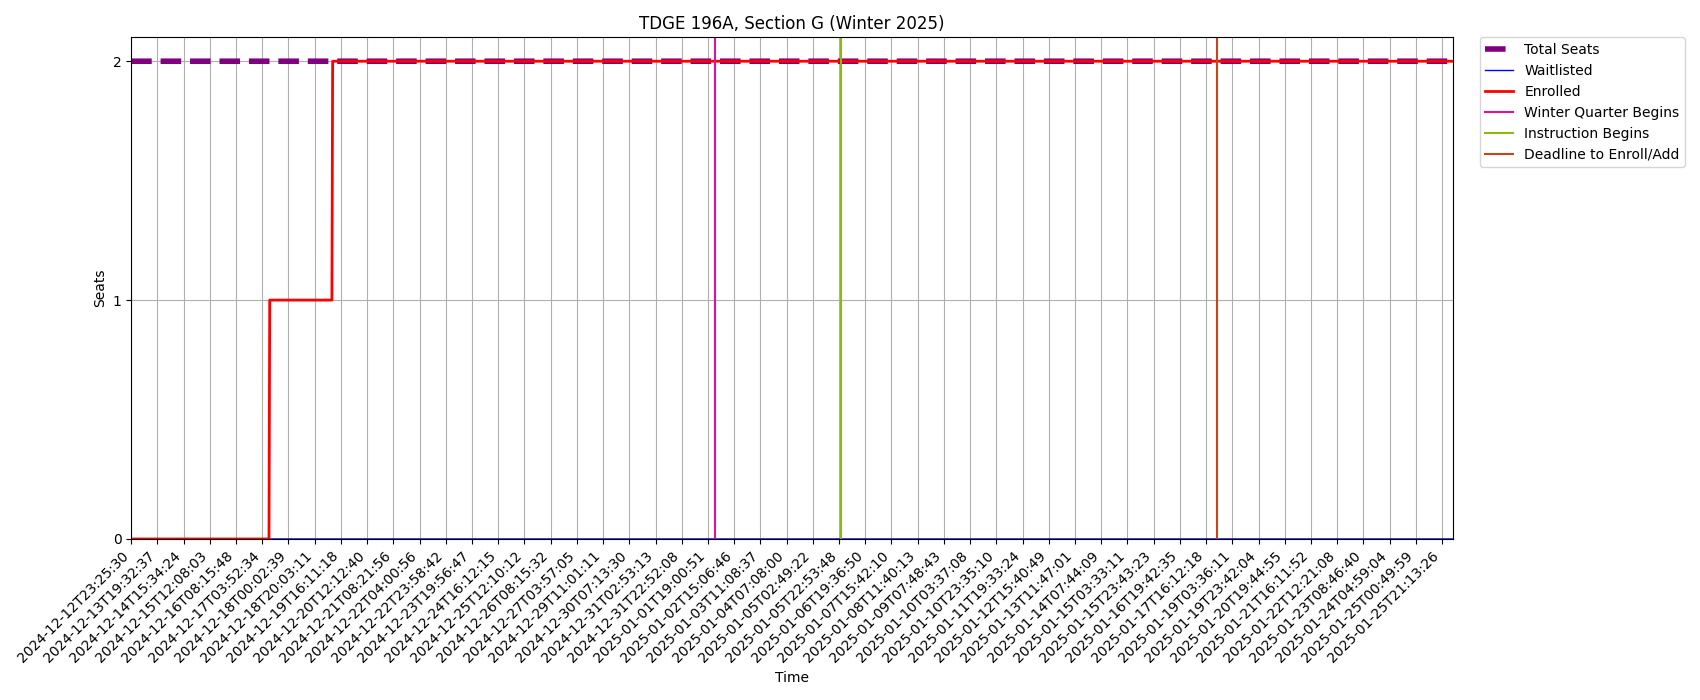 TDGE 196A, Section G (Winter 2025)
Total Seats
Waitlisted
Enrolled
Winter Quarter Begins
Instruction Begins
Deadline to Enroll/Add
Seats
2
1
0
2024-12-12T23:25:30
2024-12-13T19:32:37
2024-12-14T15:34:24
2024-12-15T12:08:03
2024-12-16T08:15:48
2024-12-17T03:52:34
2024-12-18T00:02:39
2024-12-18T20:03:11
2024-12-19T16:11:18
2024-12-20T12:12:40
2024-12-21T08:21:56
2024-12-22T04:00:56
2024-12-22T23:58:42
2024-12-23T19:56:47
2024-12-24T16:12:15
2024-12-25T12:10:12
2024-12-26T08:15:32
2024-12-27T03:57:05
2024-12-29T11:01:11
2024-12-30T07:13:30
2024-12-31T02:53:13
2024-12-31T22:52:08
2025-01-01T19:00:51
2025-01-02T15:06:46
2025-01-03T11:08:37
2025-01-04T07:08:00
2025-01-05T02:49:22
2025-01-05T22:53:48
2025-01-06T19:36:50
2025-01-07T15:42:10
2025-01-08T11:40:13
2025-01-09T07:48:43
2025-01-10T03:37:08
2025-01-10T23:35:10
2025-01-11T19:33:24
2025-01-12T15:40:49
2025-01-13T11:47:01
2025-01-14T07:44:09
2025-01-15T03:33:11
2025-01-15T23:43:23
2025-01-16T19:42:35
2025-01-17T16:12:18
2025-01-19T03:36:11
2025-01-19T23:42:04
2025-01-20T19:44:55
2025-01-21T16:11:52
2025-01-22T12:21:08
2025-01-23T08:46:40
2025-01-24T04:59:04
2025-01-25T00:49:59
2025-01-25T21:13:26
Time